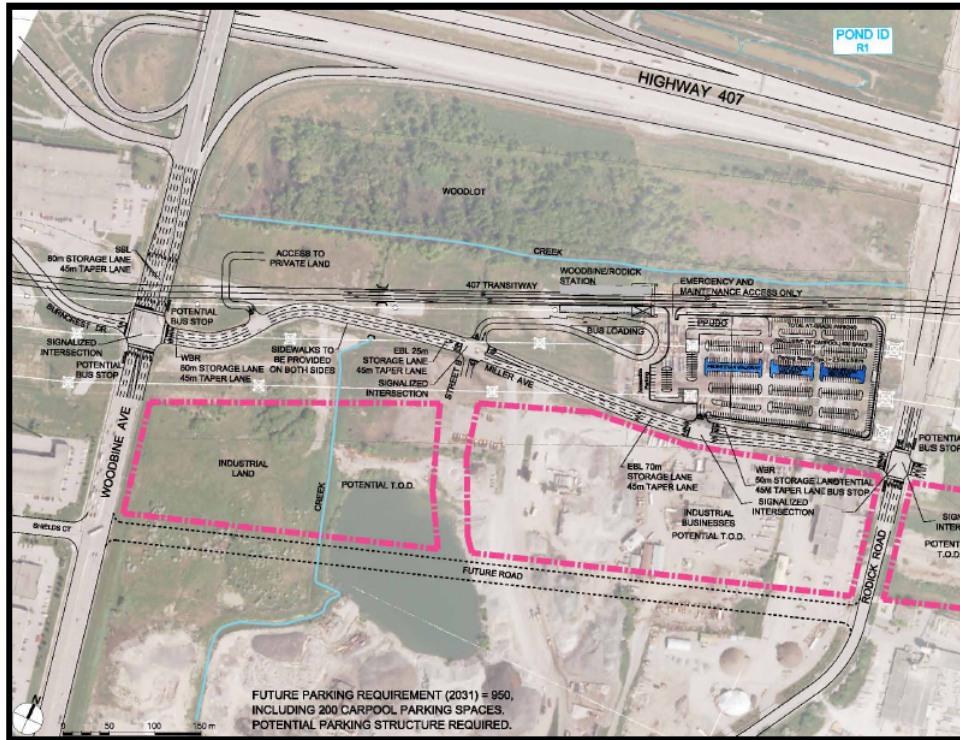 POND ID
R1
HIGHWAY 407
WOODLOT
CREEK
SBL
80m STORAGE LANE
45m TAPER LANE
ACCESS TO
PRIVATE LAND
WOODBINE/RODICK
STATION
407 TRANSITWAY
EMERGENCY AND
MAINTENANCE ACCESS ONLY
BURNCREST DR
POTENTIAL
BUS STOP
BUS LOADING
PPUDO
SIGNALIZED
INTERSECTION
POTENTIAL
BUS STOP
WBR
50m STORAGE LANE
45m TAPER LANE
SIDEWALKS TO
BE PROVIDED
ON BOTH SIDES
EBL 25m
STORAGE LANE
45m TAPER LANE
SIGNALIZED
INTERSECTION
STREET B
MILLER AVE
WOODBINE AVE
INDUSTRIAL
LAND
CREEK
POTENTIAL T.O.D.
EBL 70m
STORAGE LANE
45m TAPER LANE
WBR
50m STORAGE LANE
45M TAPER LANE
POTENTIAL
BUS STOP
SIGNALIZED
INTERSECTION
INDUSTRIAL
BUSINESSES
POTENTIAL T.O.D.
POTENTIA
BUS STOP
SIGN
INTER
POTENT
T.O.D.
SHIELDS CT
FUTURE ROAD
RODICK ROAD
FUTURE PARKING REQUIREMENT (2031) = 950,
INCLUDING 200 CARPOOL PARKING SPACES.
POTENTIAL PARKING STRUCTURE REQUIRED.
N
0 50 100 150 m